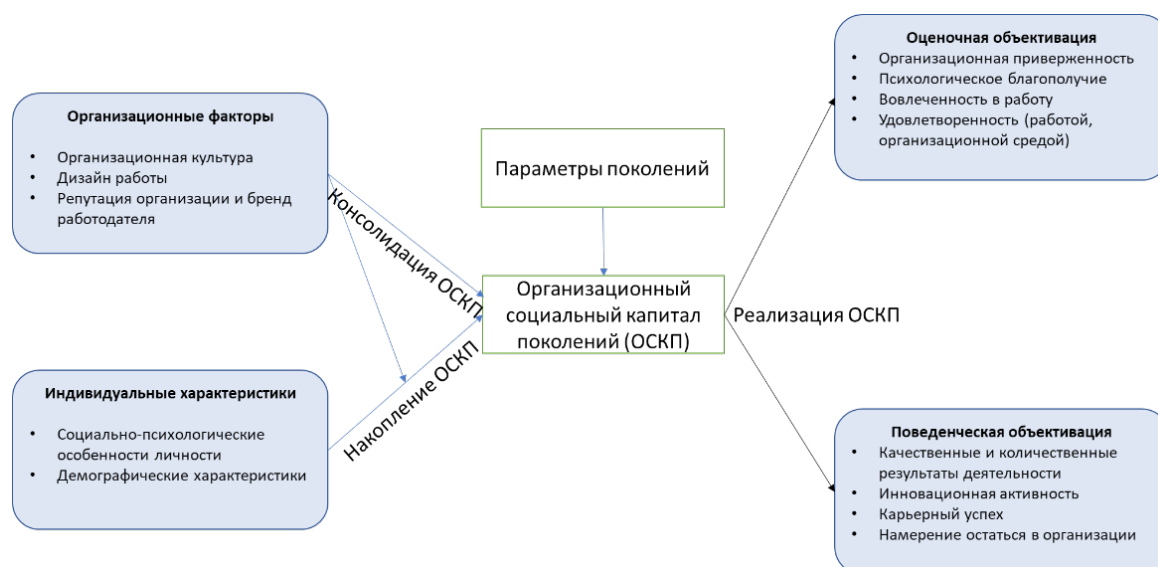 Организационные факторы
• Организационная культура
• Дизайн работы
• Репутация организации и бренд
работодателя
Индивидуальные характеристики
• Социально-психологические
особенности личности
• Демографические характеристики
Консолидация ОСКП
Накопление ОСКП
Параметры поколений
Организационный
социальный капитал
поколений (ОСКП)
Реализация ОСКП
Оценочная объективация
• Организационная приверженность
• Психологическое благополучие
• Вовлеченность в работу
• Удовлетворенность (работой,
организационной средой)
Поведенческая объективация
• Качественные и количественные
результаты деятельности
• Инновационная активность
• Карьерный успех
• Намерение остаться в организации